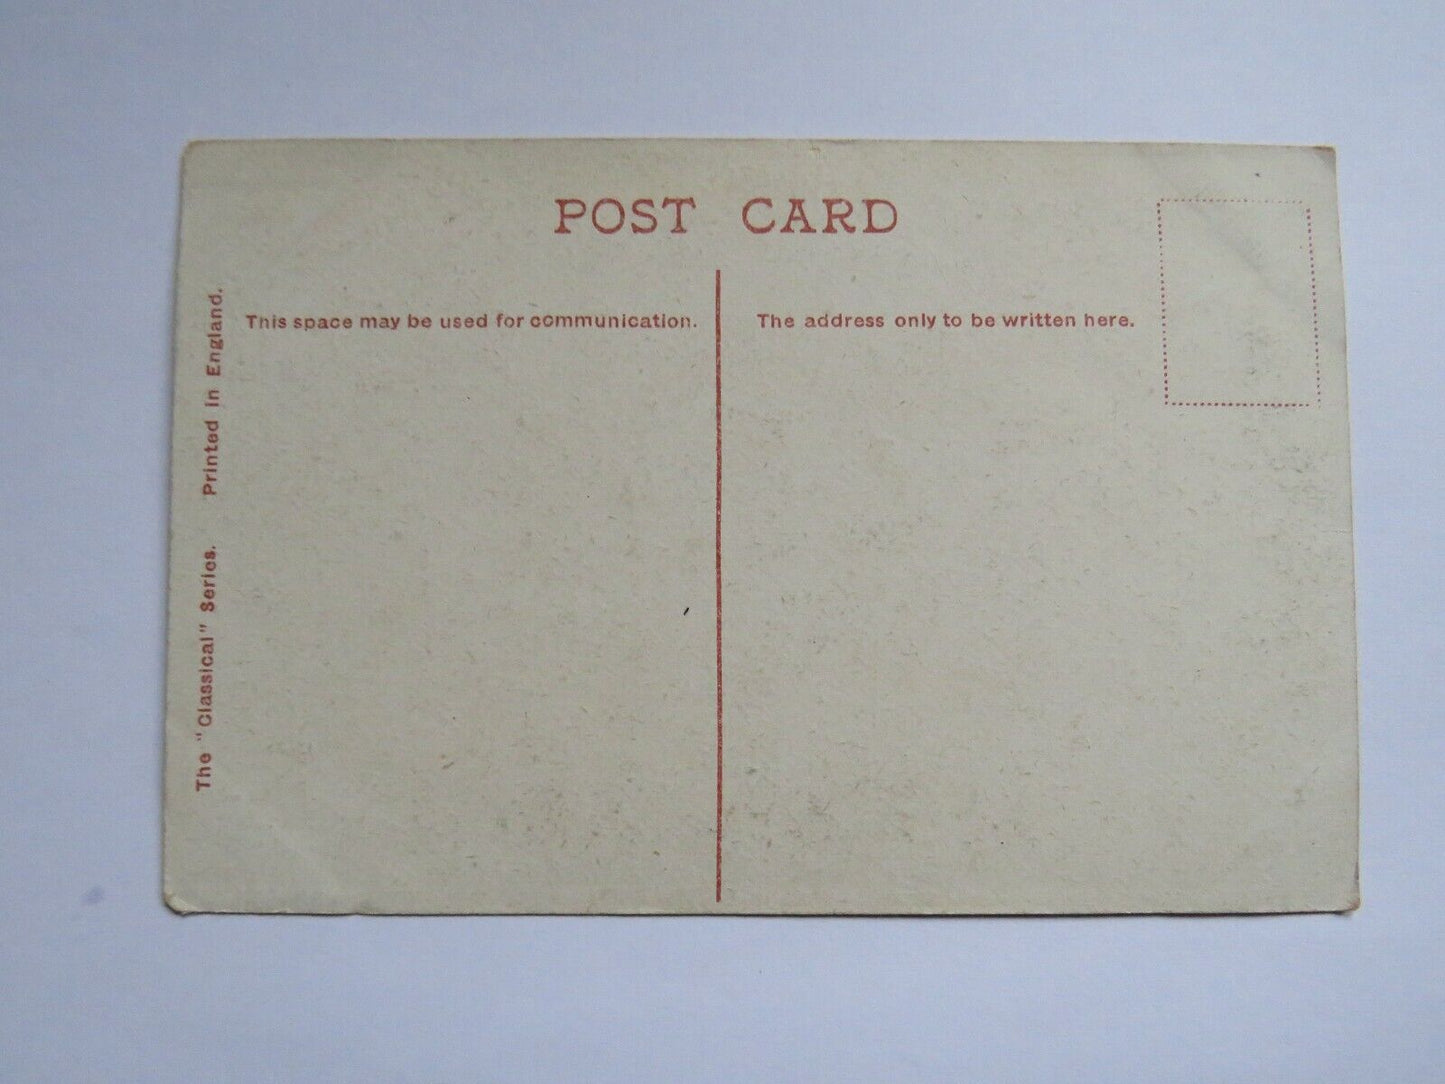 POST CARD
This space may be used for communication.
The address only to be written here.
The "Classical" Series. Printed in England.